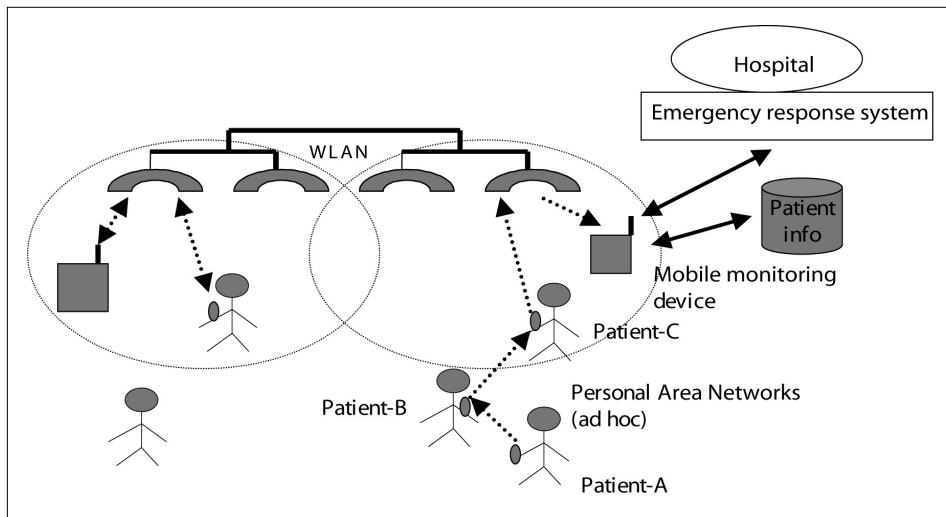 Hospital
Emergency response system
WLAN
Patient
info
Mobile monitoring
device
Patient-C
Patient-B
Personal Area Networks
(ad hoc)
Patient-A